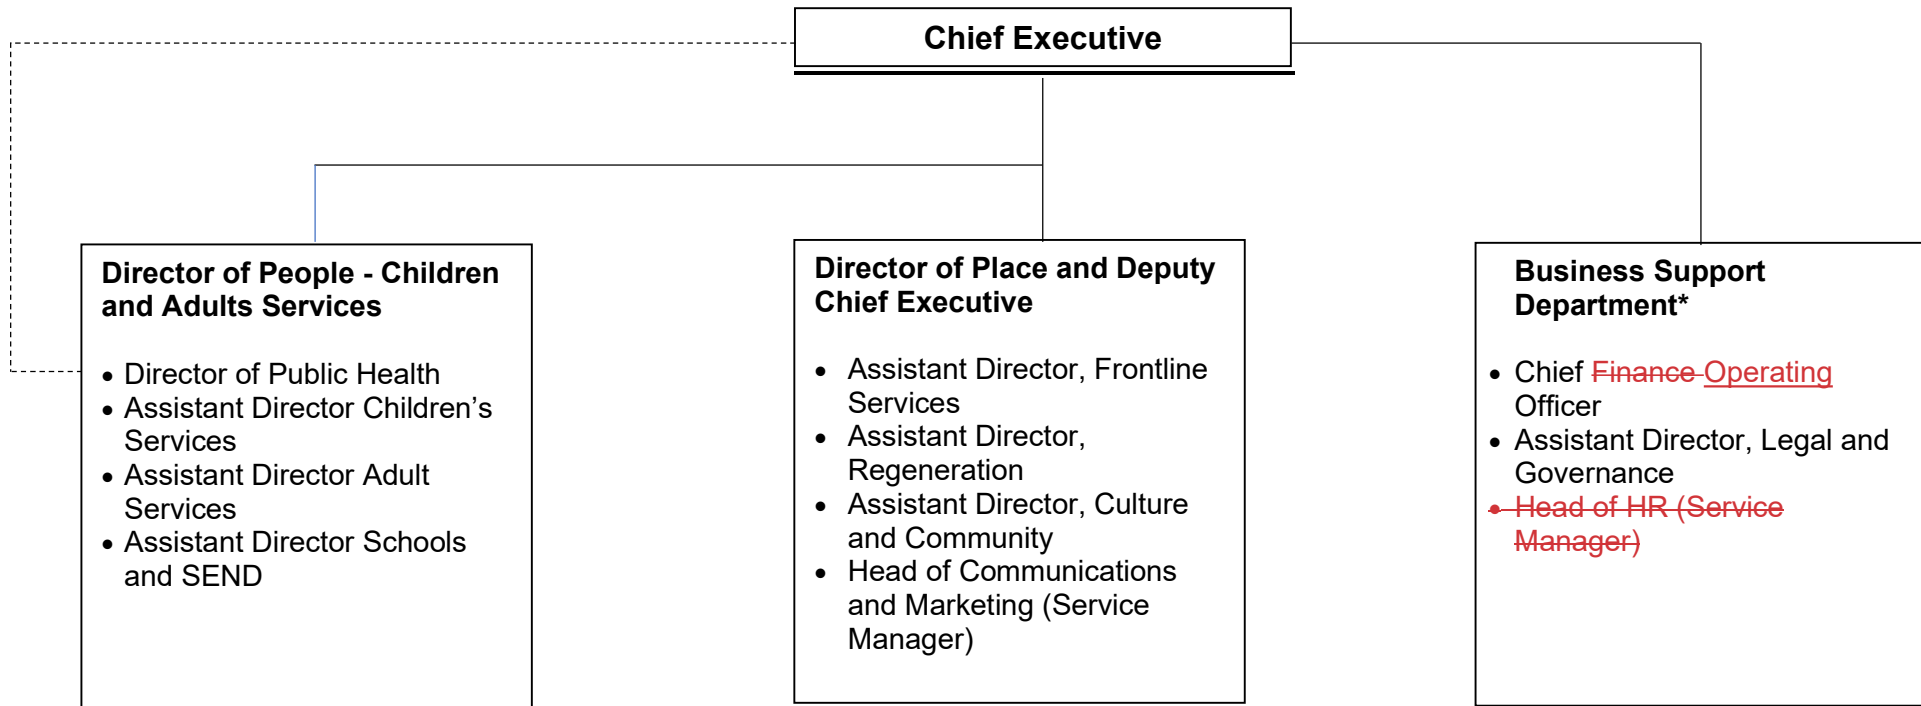 Chief Executive
Director of People - Children
and Adults Services
• Director of Public Health
• Assistant Director Children’s
Services
• Assistant Director Adult
Services
• Assistant Director Schools
and SEND
Director of Place and Deputy
Chief Executive
• Assistant Director, Frontline
Services
• Assistant Director,
Regeneration
• Assistant Director, Culture
and Community
• Head of Communications
and Marketing (Service
Manager)
Business Support
Department*
• Chief Finance Operating
Officer
• Assistant Director, Legal and
Governance
• Head of HR (Service
Manager)